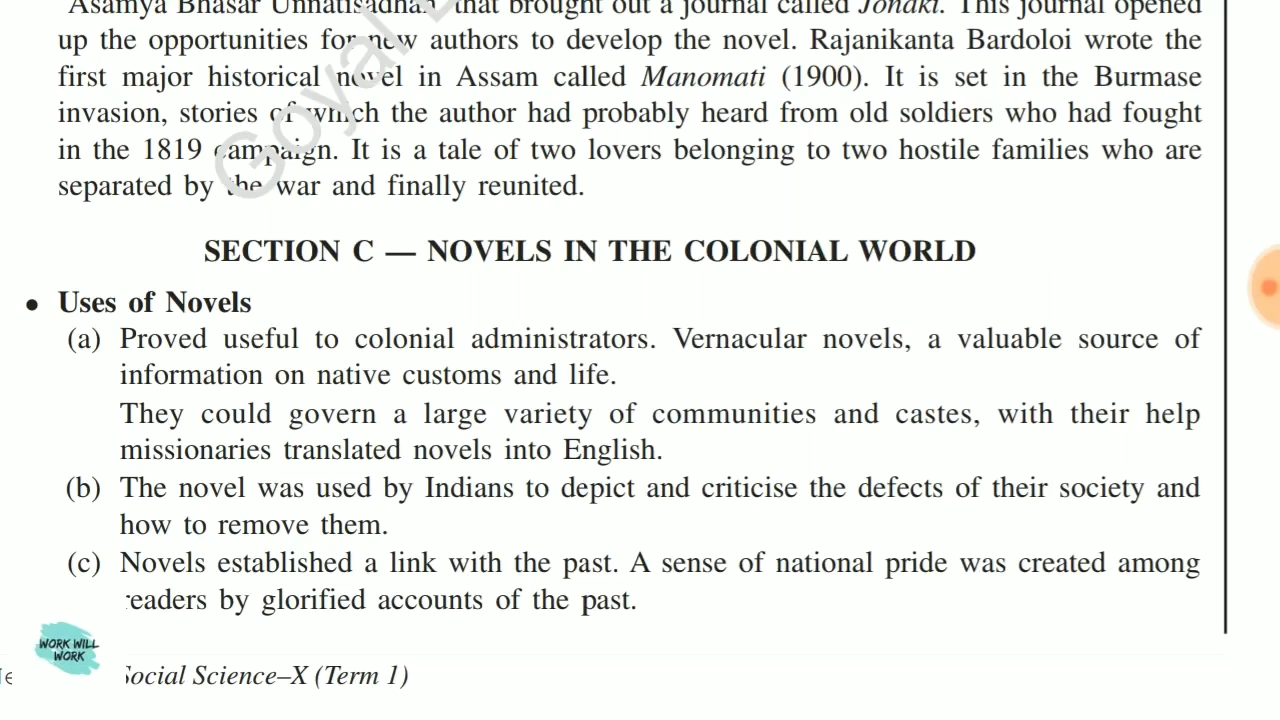 'Asamya Bhasar Unnatisadhan' that brought out a journal called Jonaki. This journal opened
up the opportunities for new authors to develop the novel. Rajanikanta Bardoloi wrote the
first major historical novel in Assam called Manomati (1900). It is set in the Burmase
invasion, stories of which the author had probably heard from old soldiers who had fought
in the 1819 campaign. It is a tale of two lovers belonging to two hostile families who are
separated by the war and finally reunited.
SECTION C — NOVELS IN THE COLONIAL WORLD
• Uses of Novels
(a) Proved useful to colonial administrators. Vernacular novels, a valuable source of
information on native customs and life.
They could govern a large variety of communities and castes, with their help
missionaries translated novels into English.
(b) The novel was used by Indians to depict and criticise the defects of their society and
how to remove them.
(c) Novels established a link with the past. A sense of national pride was created among
readers by glorified accounts of the past.
WORK WILL
WORK
Social Science–X (Term 1)
Goyal